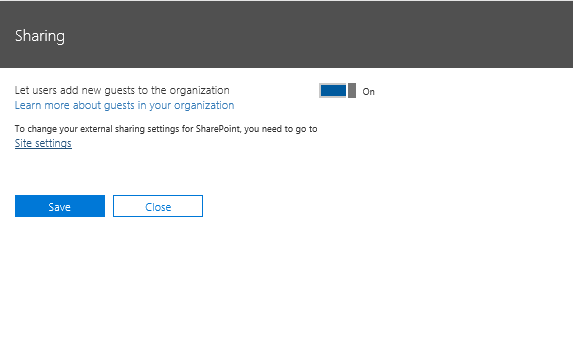 Sharing
Let users add new guests to the organization
On
Learn more about guests in your organization
To change your external sharing settings for SharePoint, you need to go to
Site settings
Save
Close